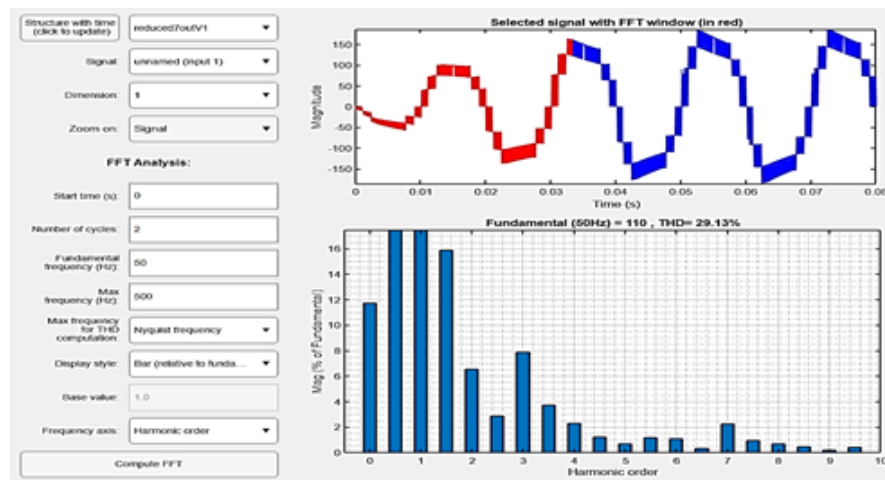 Structure with time
(click to update)
reduced7outV1
Signal:
unnamed (input 1)
Dimension:
1
Zoom on:
Signal
FFT Analysis:
Start time (s):
0
Number of cycles:
2
Fundamental
frequency (Hz):
50
Max
frequency (Hz):
500
Max frequency
for THD
computation:
Nyquist frequency
Display style:
Bar (relative to funda...
Base value:
1.0
Frequency axis:
Harmonic order
Compute FFT
Selected signal with FFT window (in red)
Magnitude
150
100
50
0
-50
-100
-150
0 0.01 0.02 0.03 0.04 0.05 0.06 0.07 0.08
Time (s)
Fundamental (50Hz) = 110 , THD= 29.13%
Mag (% of Fundamental)
16
14
12
10
8
6
4
2
0
0 1 2 3 4 5 6 7 8 9 10
Harmonic order